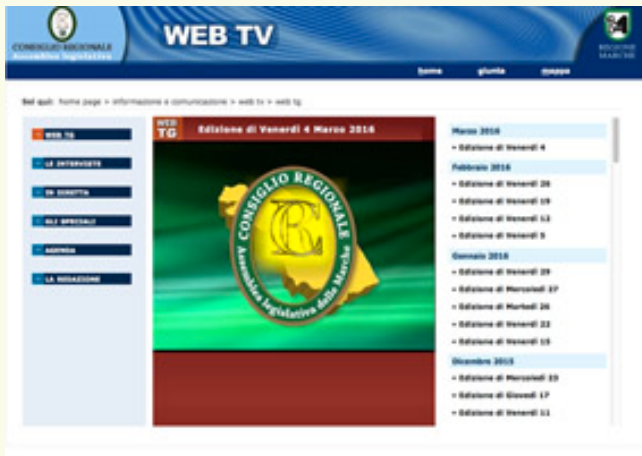 CONSIGLIO REGIONALE
Assemblea legislativa
WEB TV
REGIONE
MARCHE
home giunta mappa
Sei qui: home page > informazione e comunicazione > web tv > web tg
WEB TG
LE INTERVISTE
IN DIRETTA
GLI SPECIALI
AGENDA
LA REDAZIONE
WEB
TG
Edizione di Venerdì 4 Marzo 2016
CONSIGLIO REGIONALE
CR
Assemblea legislativa delle Marche
Marzo 2016
• Edizione di Venerdì 4
Febbraio 2016
• Edizione di Venerdì 26
• Edizione di Venerdì 19
• Edizione di Venerdì 12
• Edizione di Venerdì 5
Gennaio 2016
• Edizione di Venerdì 29
• Edizione di Mercoledì 27
• Edizione di Martedì 26
• Edizione di Venerdì 22
• Edizione di Venerdì 15
Dicembre 2015
• Edizione di Mercoledì 23
• Edizione di Giovedì 17
• Edizione di Venerdì 11